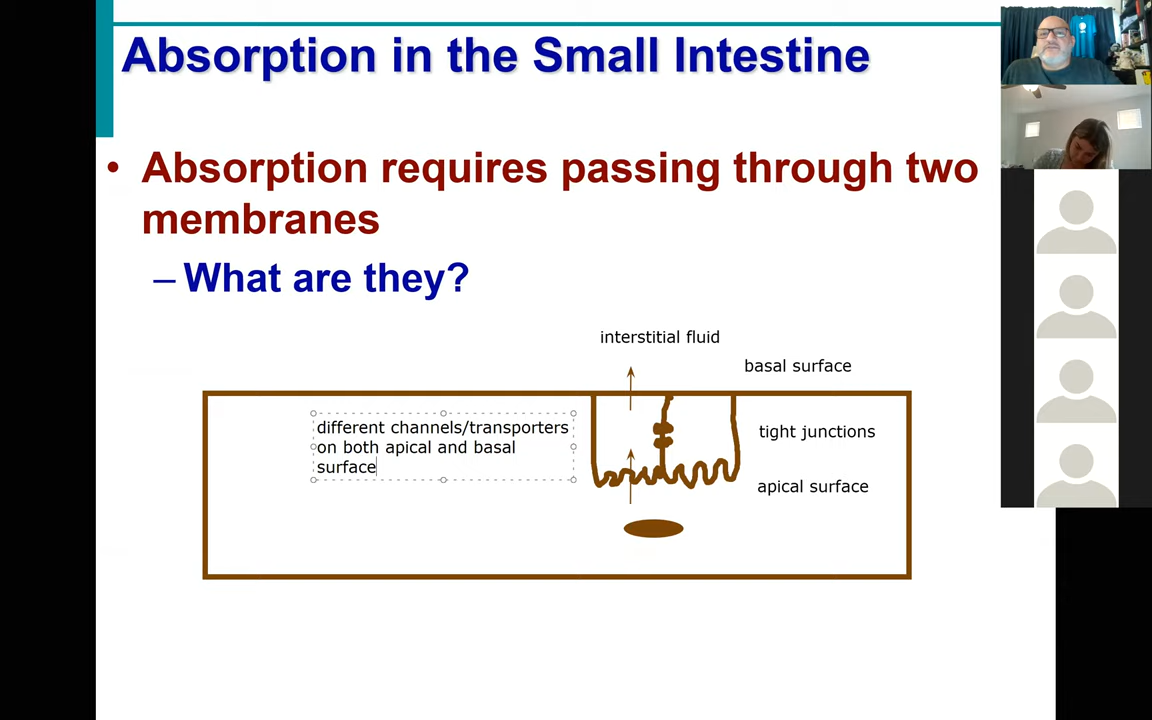 Absorption in the Small Intestine
• Absorption requires passing through two
membranes
– What are they?
interstitial fluid
basal surface
different channels/transporters
on both apical and basal
surface
tight junctions
apical surface